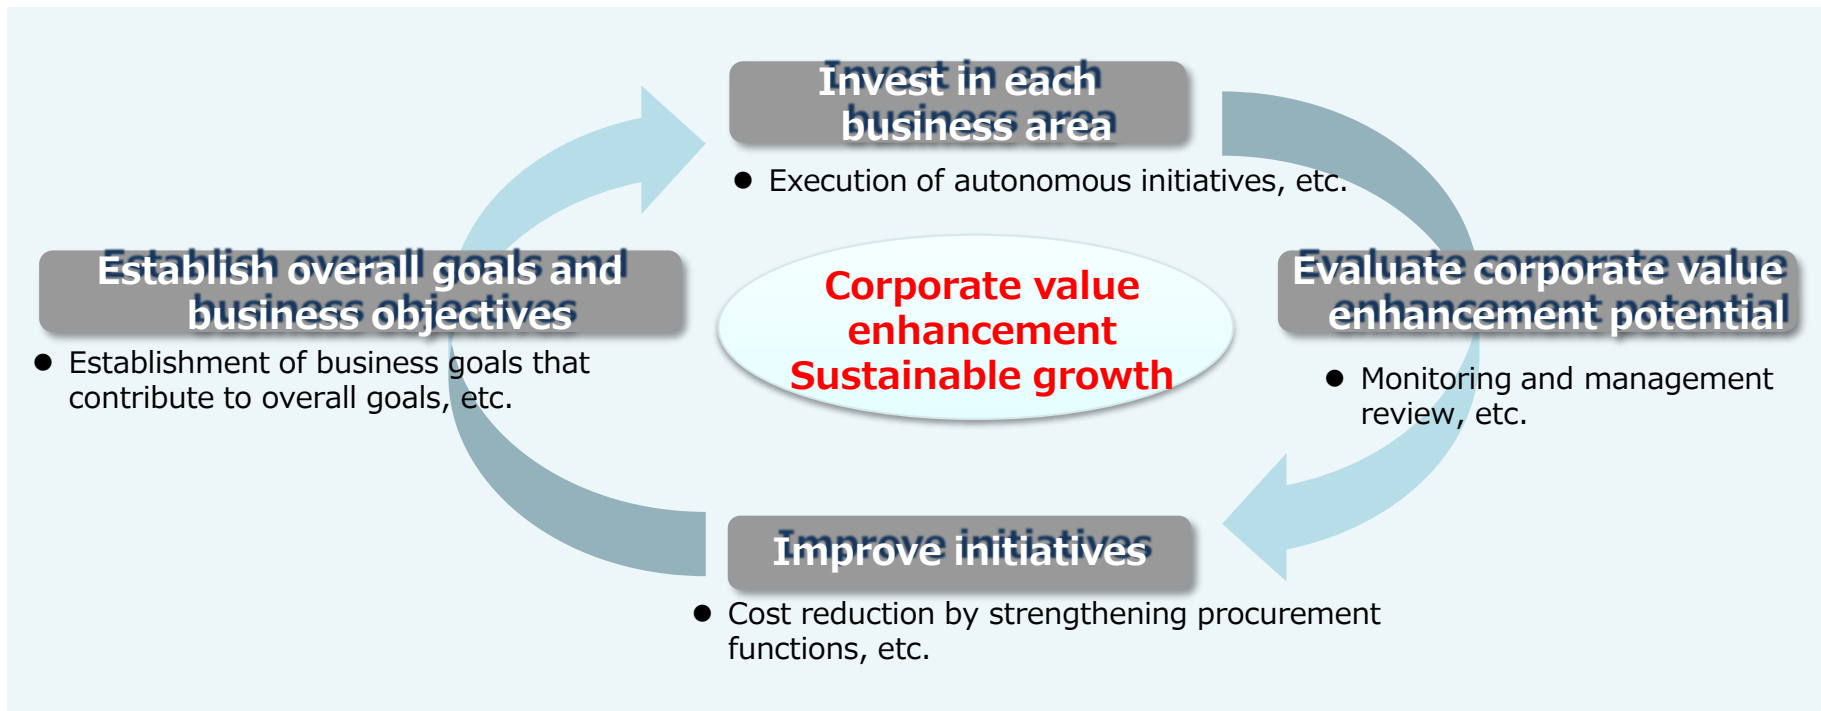 Invest in each
business area
● Execution of autonomous initiatives, etc.
Establish overall goals and
business objectives
● Establishment of business goals that
contribute to overall goals, etc.
Corporate value
enhancement
Sustainable growth
Evaluate corporate value
enhancement potential
● Monitoring and management
review, etc.
Improve initiatives
● Cost reduction by strengthening procurement
functions, etc.